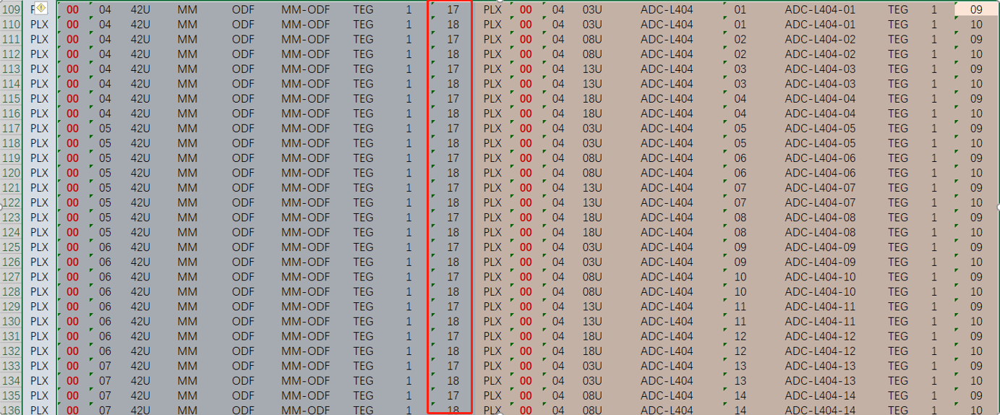 109 00 04 42U MM ODF MM-ODF TEG 1 17 PLX 00 04 03U ADC-L404 01 ADC-L404-01 TEG 1 09
110 PLX 00 04 42U MM ODF MM-ODF TEG 1 18 PLX 00 04 03U ADC-L404 01 ADC-L404-01 TEG 1 10
111 PLX 00 04 42U MM ODF MM-ODF TEG 1 17 PLX 00 04 08U ADC-L404 02 ADC-L404-02 TEG 1 09
112 PLX 00 04 42U MM ODF MM-ODF TEG 1 18 PLX 00 04 08U ADC-L404 02 ADC-L404-02 TEG 1 10
113 PLX 00 04 42U MM ODF MM-ODF TEG 1 17 PLX 00 04 13U ADC-L404 03 ADC-L404-03 TEG 1 09
114 PLX 00 04 42U MM ODF MM-ODF TEG 1 18 PLX 00 04 13U ADC-L404 03 ADC-L404-03 TEG 1 10
115 PLX 00 04 42U MM ODF MM-ODF TEG 1 17 PLX 00 04 18U ADC-L404 04 ADC-L404-04 TEG 1 09
116 PLX 00 04 42U MM ODF MM-ODF TEG 1 18 PLX 00 04 18U ADC-L404 04 ADC-L404-04 TEG 1 10
117 PLX 00 05 42U MM ODF MM-ODF TEG 1 17 PLX 00 04 03U ADC-L404 05 ADC-L404-05 TEG 1 09
118 PLX 00 05 42U MM ODF MM-ODF TEG 1 18 PLX 00 04 03U ADC-L404 05 ADC-L404-05 TEG 1 10
119 PLX 00 05 42U MM ODF MM-ODF TEG 1 17 PLX 00 04 08U ADC-L404 06 ADC-L404-06 TEG 1 09
120 PLX 00 05 42U MM ODF MM-ODF TEG 1 18 PLX 00 04 08U ADC-L404 06 ADC-L404-06 TEG 1 10
121 PLX 00 05 42U MM ODF MM-ODF TEG 1 17 PLX 00 04 13U ADC-L404 07 ADC-L404-07 TEG 1 09
122 PLX 00 05 42U MM ODF MM-ODF TEG 1 18 PLX 00 04 13U ADC-L404 07 ADC-L404-07 TEG 1 10
123 PLX 00 05 42U MM ODF MM-ODF TEG 1 17 PLX 00 04 18U ADC-L404 08 ADC-L404-08 TEG 1 09
124 PLX 00 05 42U MM ODF MM-ODF TEG 1 18 PLX 00 04 18U ADC-L404 08 ADC-L404-08 TEG 1 10
125 PLX 00 06 42U MM ODF MM-ODF TEG 1 17 PLX 00 04 03U ADC-L404 09 ADC-L404-09 TEG 1 09
126 PLX 00 06 42U MM ODF MM-ODF TEG 1 18 PLX 00 04 03U ADC-L404 09 ADC-L404-09 TEG 1 10
127 PLX 00 06 42U MM ODF MM-ODF TEG 1 17 PLX 00 04 08U ADC-L404 10 ADC-L404-10 TEG 1 09
128 PLX 00 06 42U MM ODF MM-ODF TEG 1 18 PLX 00 04 08U ADC-L404 10 ADC-L404-10 TEG 1 10
129 PLX 00 06 42U MM ODF MM-ODF TEG 1 17 PLX 00 04 13U ADC-L404 11 ADC-L404-11 TEG 1 09
130 PLX 00 06 42U MM ODF MM-ODF TEG 1 18 PLX 00 04 13U ADC-L404 11 ADC-L404-11 TEG 1 10
131 PLX 00 06 42U MM ODF MM-ODF TEG 1 17 PLX 00 04 18U ADC-L404 12 ADC-L404-12 TEG 1 09
132 PLX 00 06 42U MM ODF MM-ODF TEG 1 18 PLX 00 04 18U ADC-L404 12 ADC-L404-12 TEG 1 10
133 PLX 00 07 42U MM ODF MM-ODF TEG 1 17 PLX 00 04 03U ADC-L404 13 ADC-L404-13 TEG 1 09
134 PLX 00 07 42U MM ODF MM-ODF TEG 1 18 PLX 00 04 03U ADC-L404 13 ADC-L404-13 TEG 1 10
135 PLX 00 07 42U MM ODF MM-ODF TEG 1 17 PLX 00 04 08U ADC-L404 14 ADC-L404-14 TEG 1 09
136 PLX 00 07 42U MM ODF MM-ODF TEG 1 18 PLX 00 04 08U ADC-L404 14 ADC-L404-14 TEG 1 10